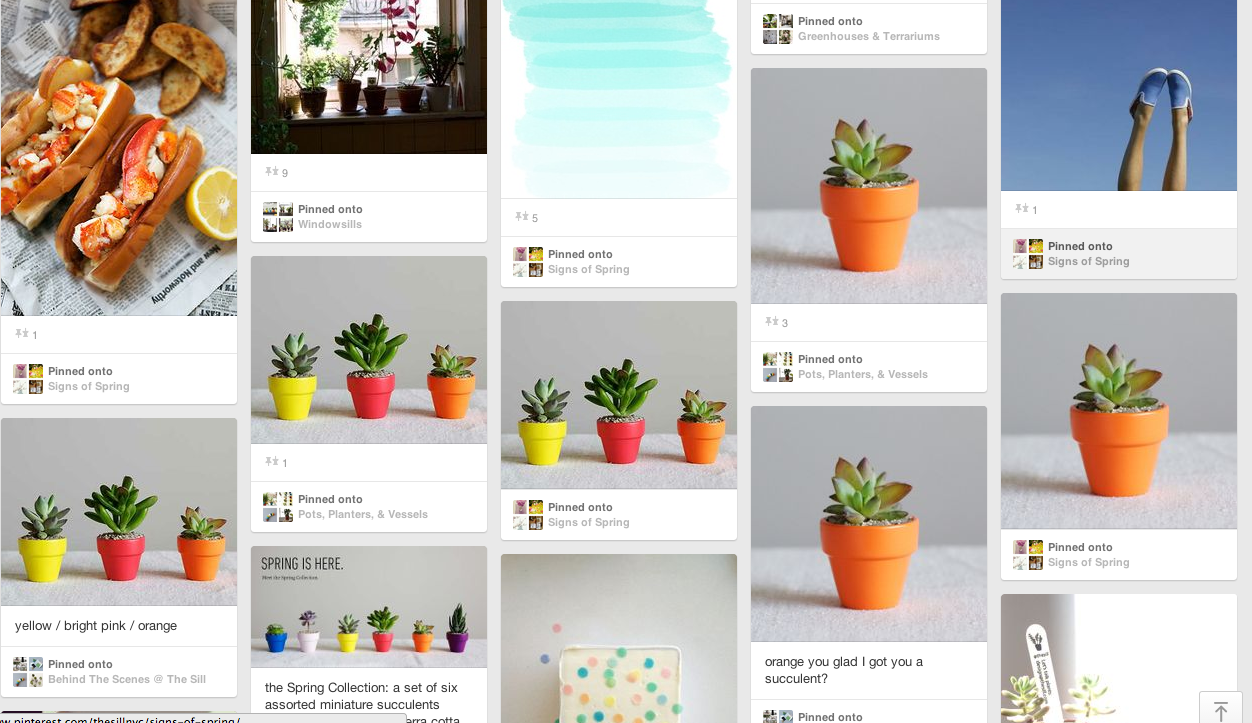 New and Noteworthy
1
Pinned onto
Signs of Spring
yellow / bright pink / orange
Pinned onto
Behind The Scenes @ The Sill
w.pinterest.com/thesillnyc/signs-of-spring/
9
Pinned onto
Windowsills
1
Pinned onto
Pots, Planters, & Vessels
SPRING IS HERE.
Meet the Spring Collection.
the Spring Collection: a set of six
assorted miniature succulents
erra cotta
5
Pinned onto
Signs of Spring
Pinned onto
Signs of Spring
Pinned onto
Greenhouses & Terrariums
3
Pinned onto
Pots, Planters, & Vessels
orange you glad I got you a
succulent?
Pinned onto
1
Pinned onto
Signs of Spring
Pinned onto
Signs of Spring